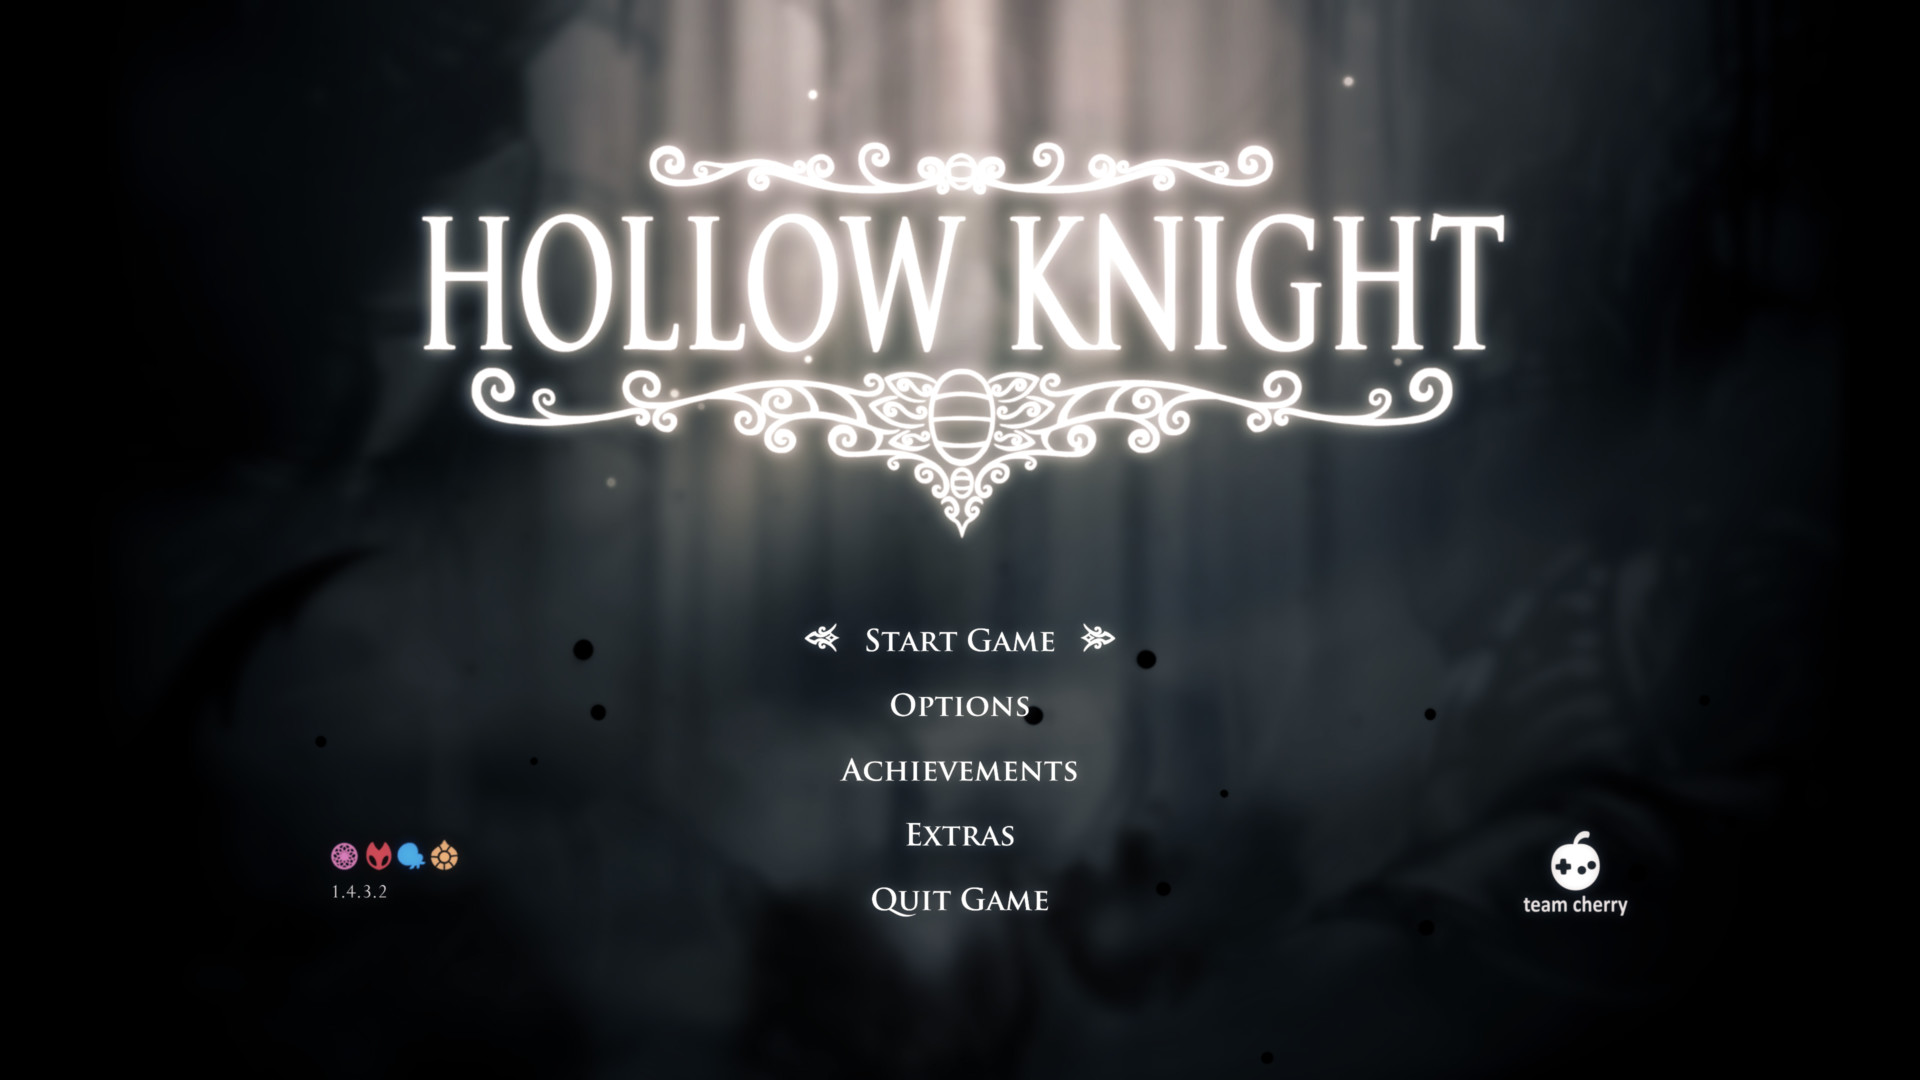 HOLLOW KNIGHT
START GAME
OPTIONS
ACHIEVEMENTS
EXTRAS
QUIT GAME
1.4.3.2
team cherry